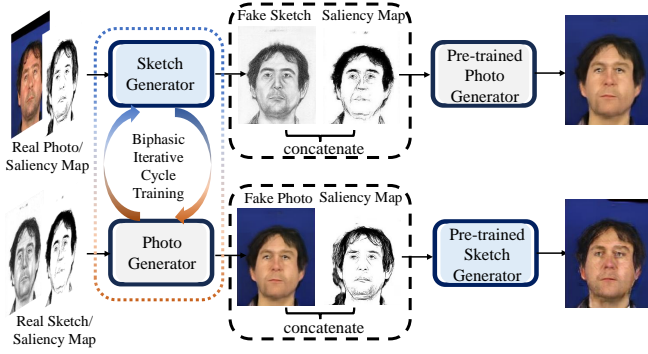 Fake Sketch
Saliency Map
Sketch
Generator
Pre-trained
Photo
Generator
Real Photo/
Saliency Map
Biphasic
Iterative
Cycle
Training
concatenate
Fake Photo
Saliency Map
Photo
Generator
Pre-trained
Sketch
Generator
Real Sketch/
Saliency Map
concatenate